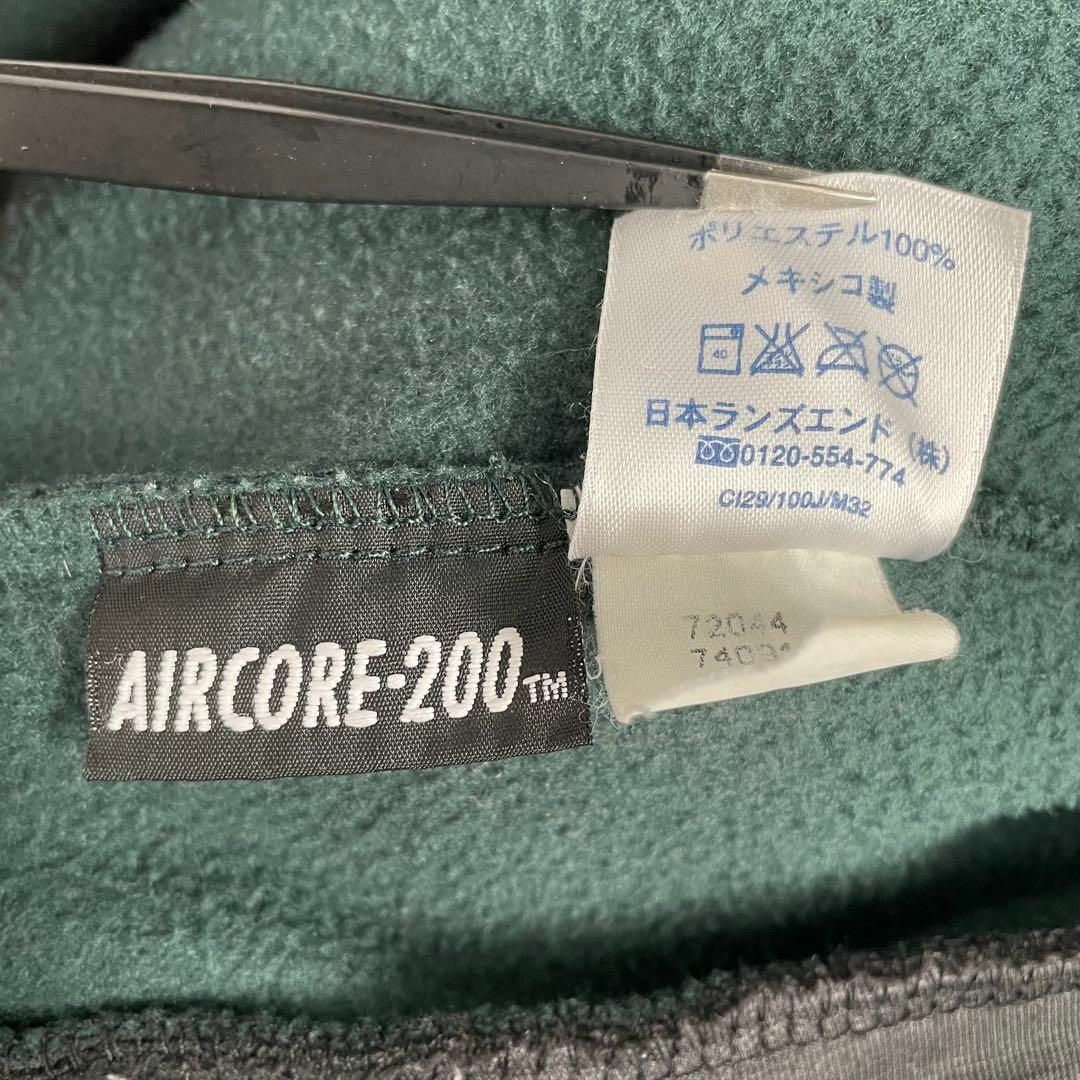 ポリエステル100%
メキシコ製
40
日本ランズエンド(株)
0120-554-774
CI29/100J/M32
72044
AIRCORE-200™